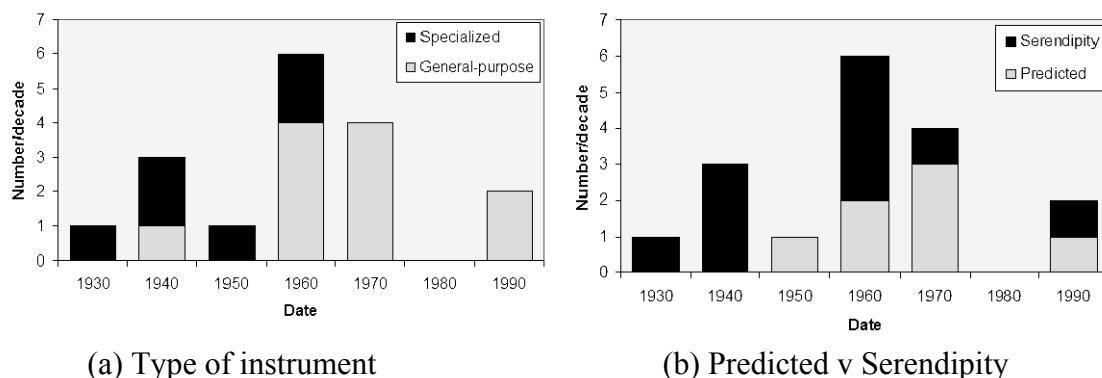 7
6
5
4
3
2
1
0
Number/decade
Specialized
General-purpose
1930 1940 1950 1960 1970 1980 1990
Date
(a) Type of instrument
7
6
5
4
3
2
1
0
Number/decade
Serendipity
Predicted
1930 1940 1950 1960 1970 1980 1990
Date
(b) Predicted v Serendipity